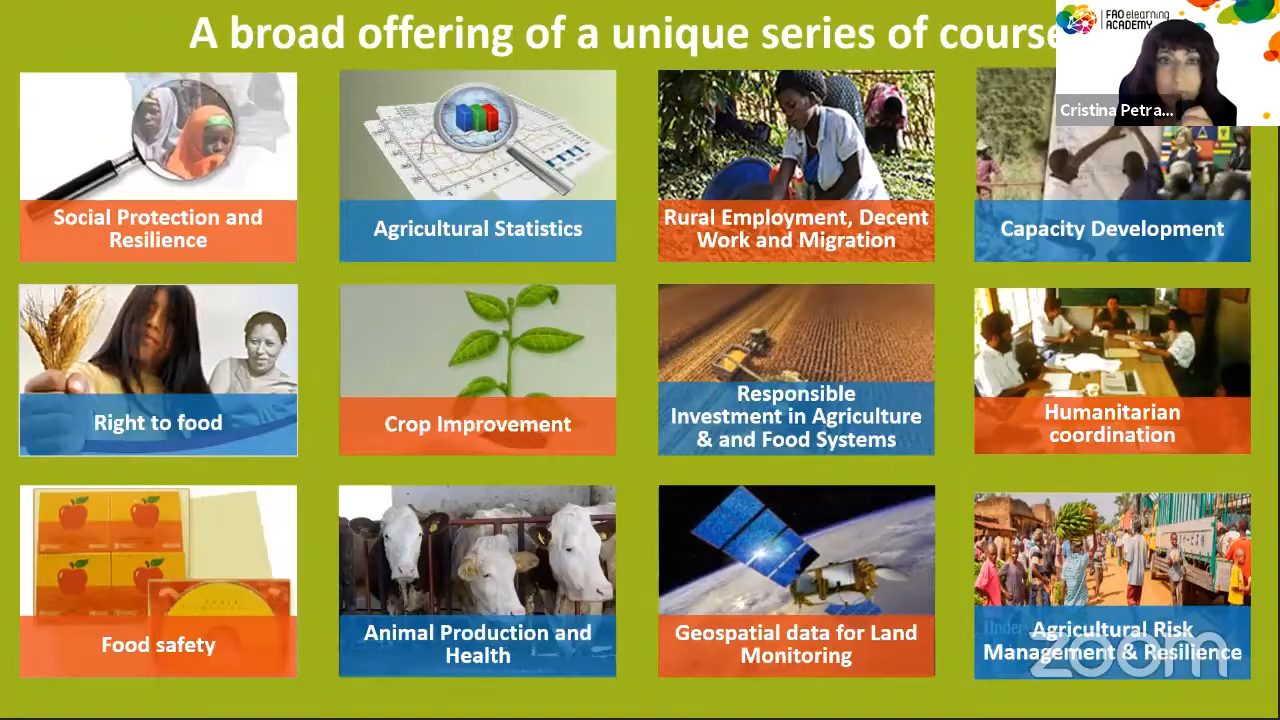 A broad offering of a unique series of course
FAO elearning
ACADEMY
Cristina Petra...
Social Protection and
Resilience
Agricultural Statistics
Rural Employment, Decent
Work and Migration
Capacity Development
Right to food
Crop Improvement
Responsible
Investment in Agriculture
& and Food Systems
Humanitarian
coordination
Food safety
Animal Production and
Health
Geospatial data for Land
Monitoring
Agricultural Risk
Management & Resilience
zoom